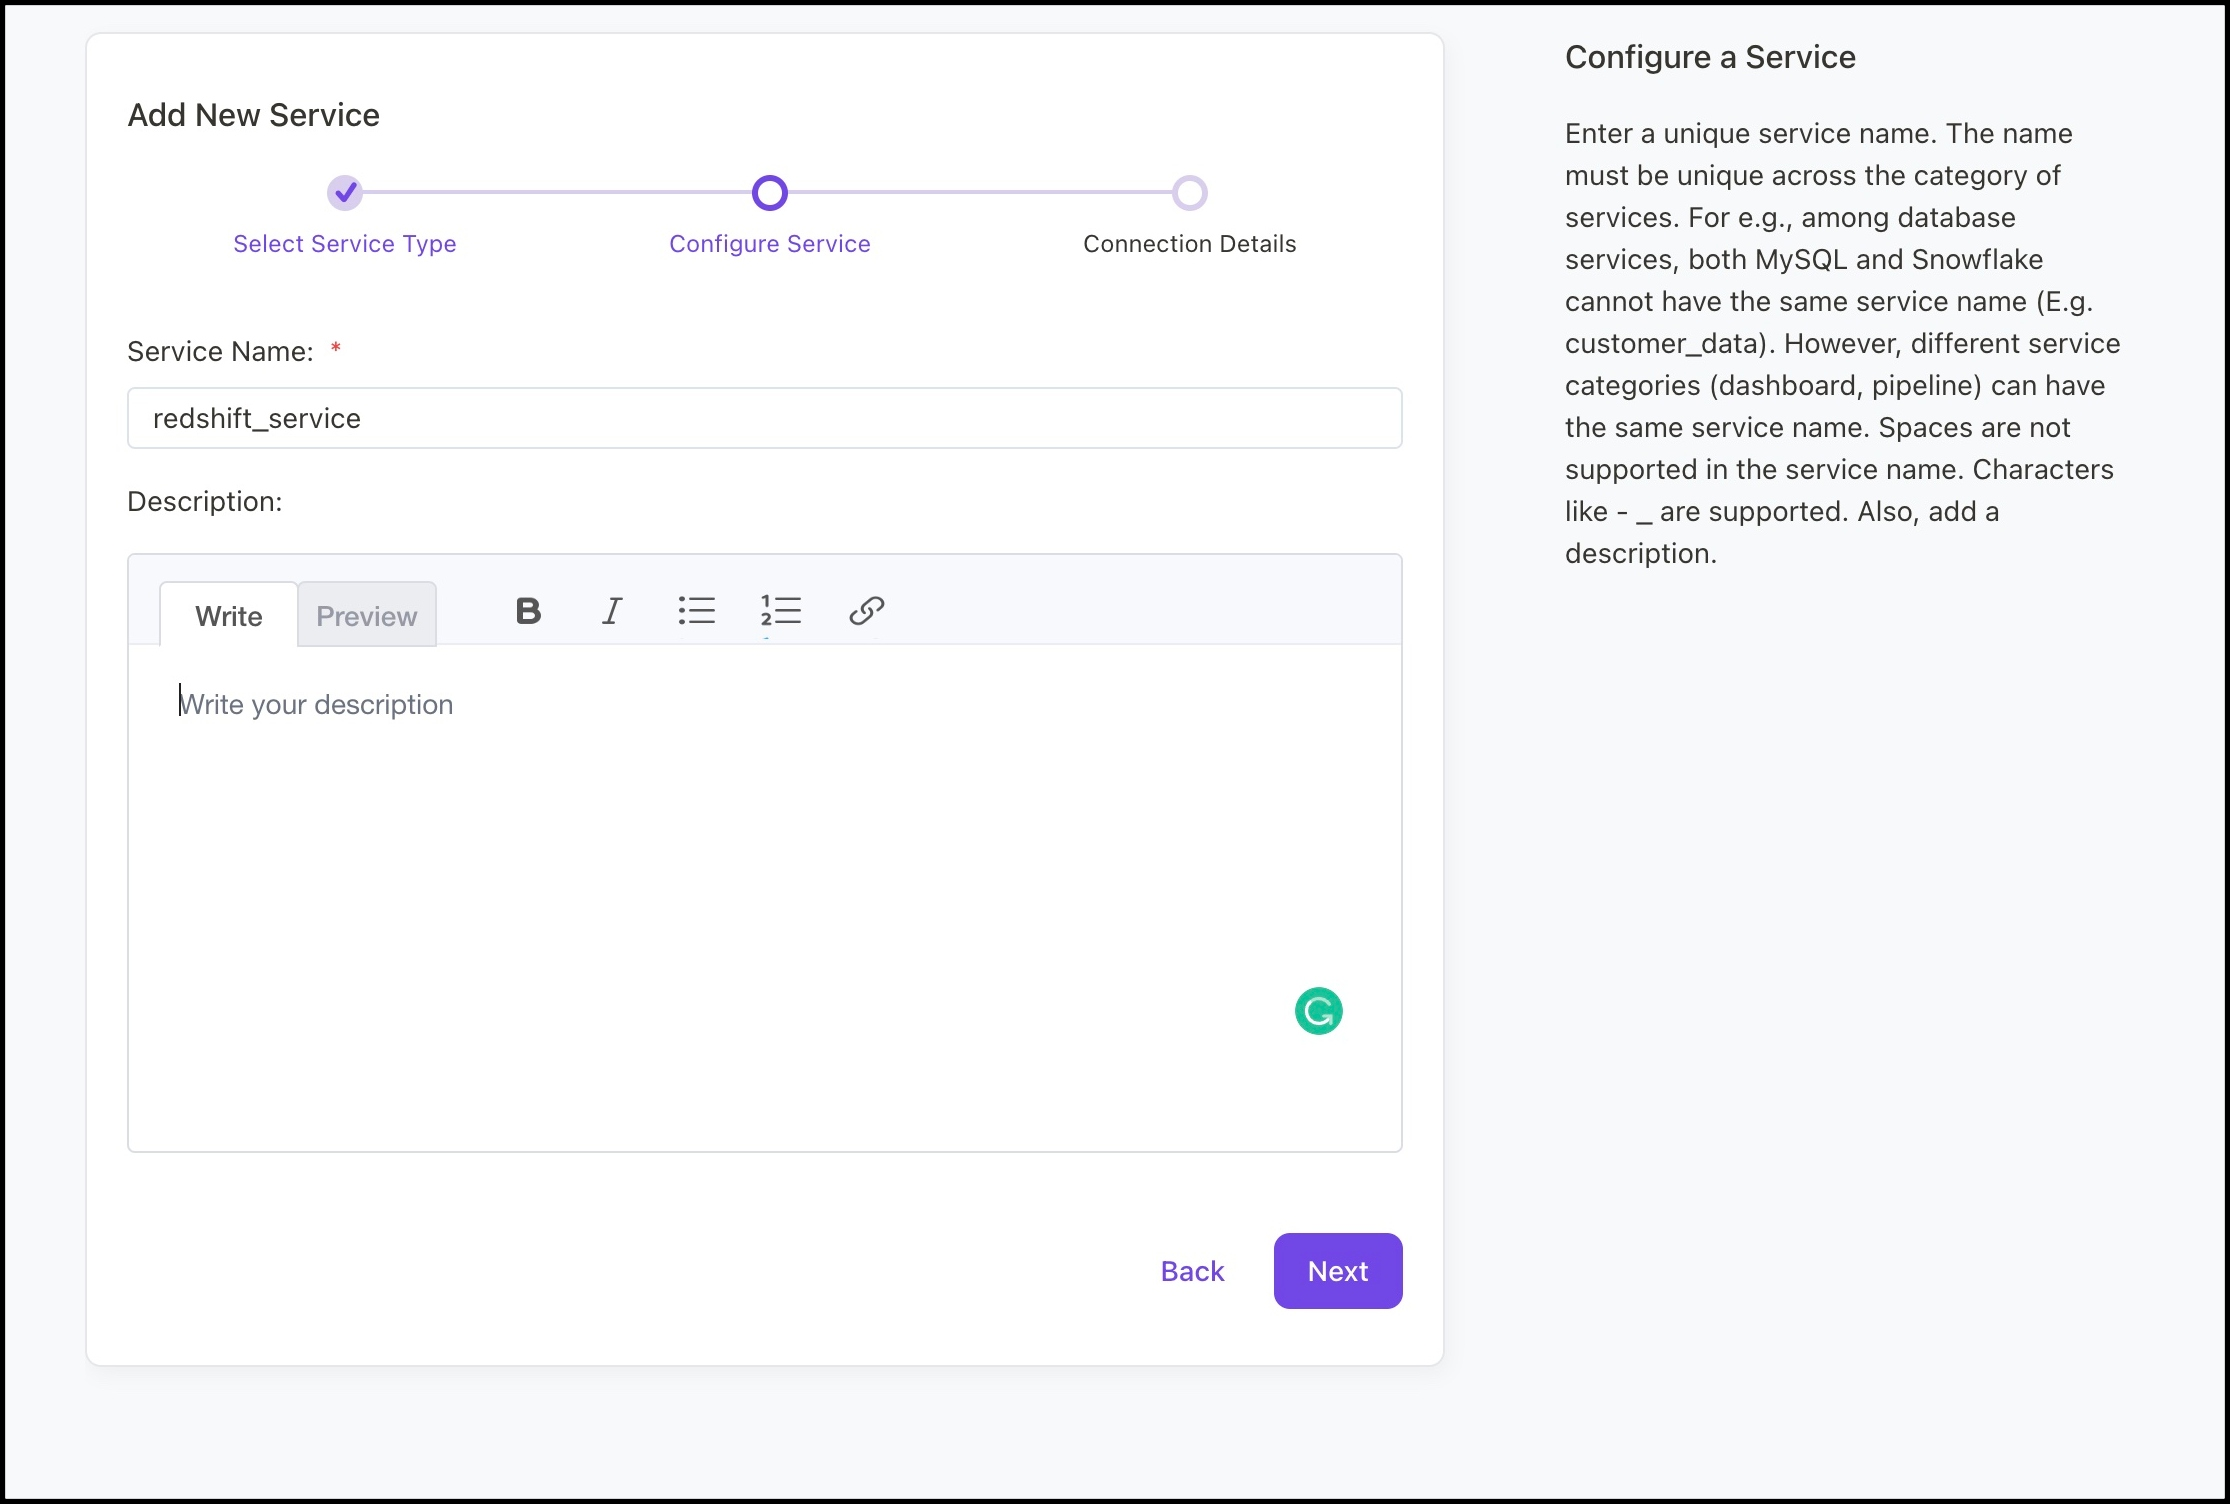 Add New Service
Select Service Type
Configure Service
Connection Details
Service Name: *
redshift_service
Description:
Write
Preview
B
I
1
2
Write your description
G
Back
Next
Configure a Service
Enter a unique service name. The name
must be unique across the category of
services. For e.g., among database
services, both MySQL and Snowflake
cannot have the same service name (E.g.
customer_data). However, different service
categories (dashboard, pipeline) can have
the same service name. Spaces are not
supported in the service name. Characters
like - _ are supported. Also, add a
description.